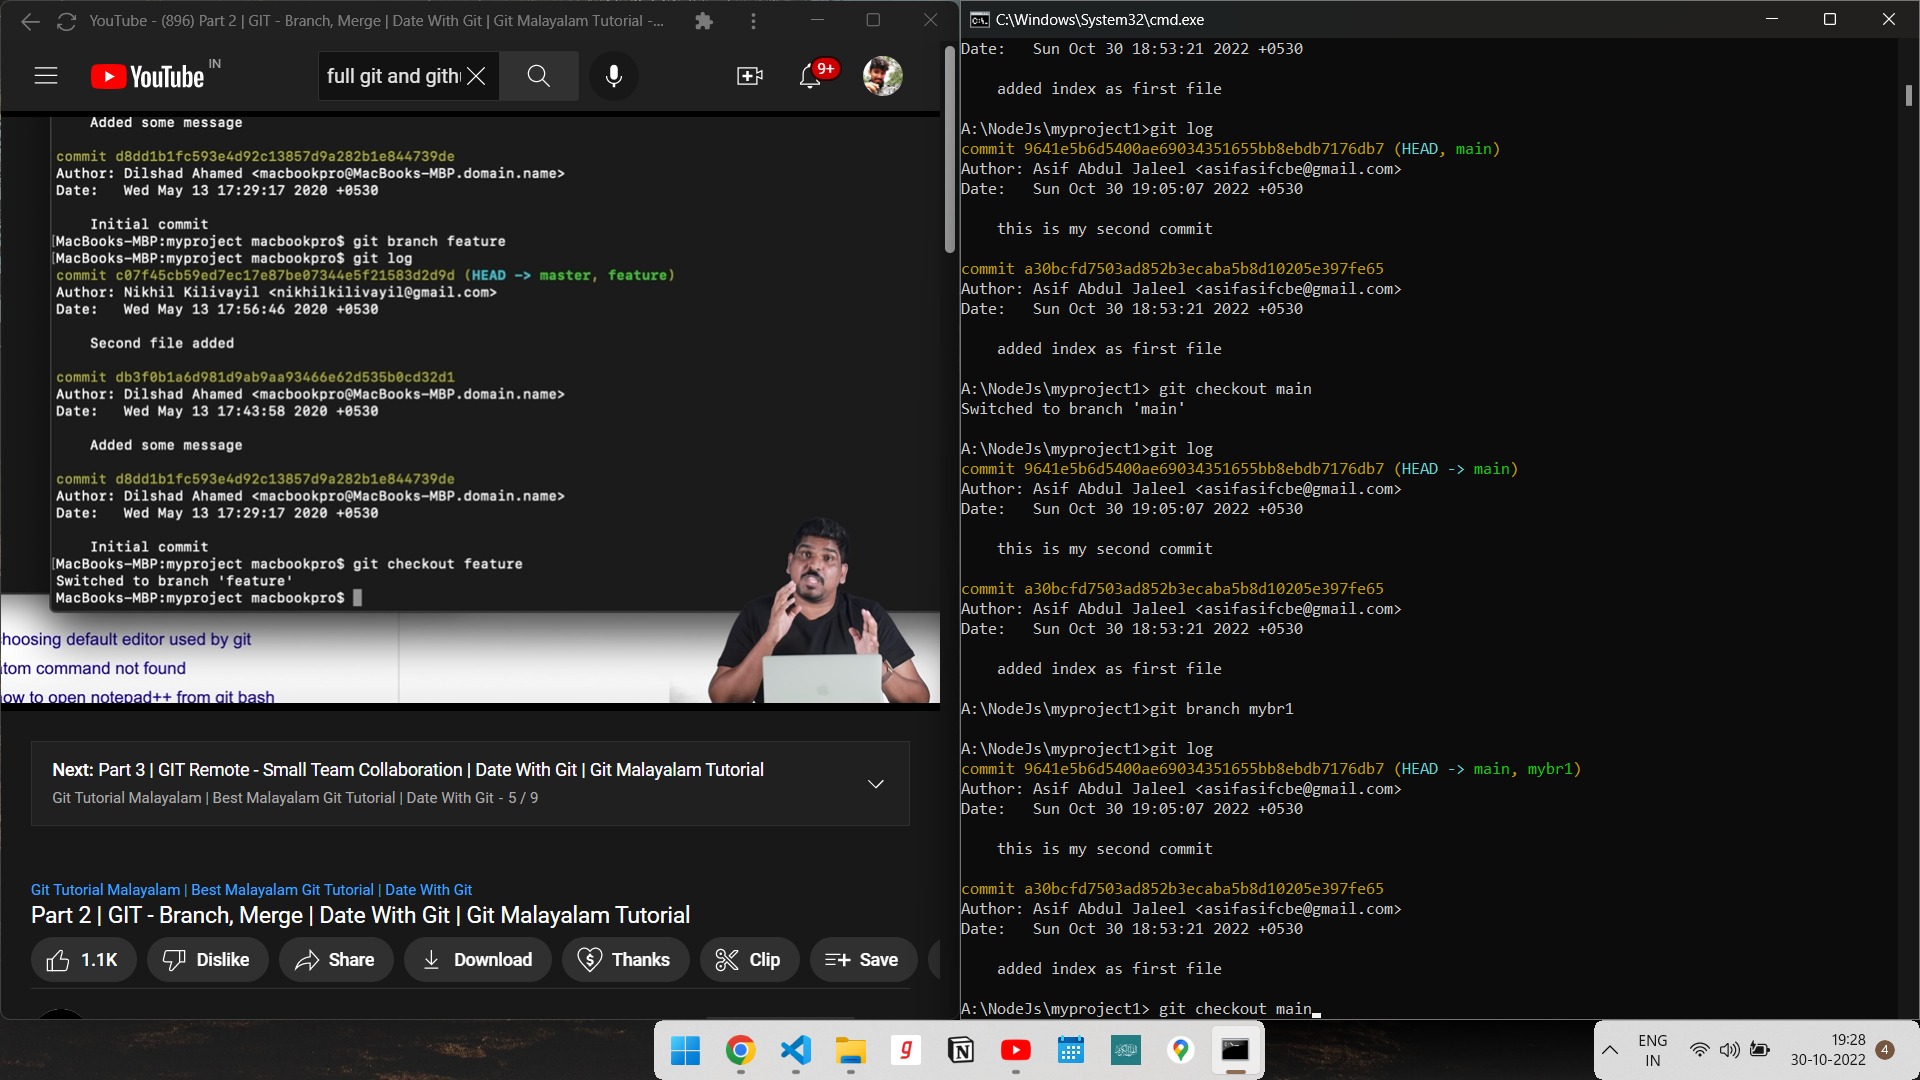 YouTube - (896) Part 2 | GIT - Branch, Merge | Date With Git | Git Malayalam Tutorial -...
YouTube IN
full git and gith
9+
Added some message
commit d8dd1b1fc593e4d92c13857d9a282b1e844739de
Author: Dilshad Ahamed <macbookpro@MacBooks-MBP.domain.name>
Date:   Wed May 13 17:29:17 2020 +0530
Initial commit
[MacBooks-MBP:myproject macbookpro$ git branch feature
[MacBooks-MBP:myproject macbookpro$ git log
commit c07f45cb59ed7ec17e87be07344e5f21583d2d9d (HEAD -> master, feature)
Author: Nikhil Kilivayil <nikhilkilivayil@gmail.com>
Date:   Wed May 13 17:56:46 2020 +0530
Second file added
commit db3f0b1a6d981d9ab9aa93466e62d535b0cd32d1
Author: Dilshad Ahamed <macbookpro@MacBooks-MBP.domain.name>
Date:   Wed May 13 17:43:58 2020 +0530
Added some message
commit d8dd1b1fc593e4d92c13857d9a282b1e844739de
Author: Dilshad Ahamed <macbookpro@MacBooks-MBP.domain.name>
Date:   Wed May 13 17:29:17 2020 +0530
Initial commit
[MacBooks-MBP:myproject macbookpro$ git checkout feature
Switched to branch 'feature'
MacBooks-MBP:myproject macbookpro$
hoosing default editor used by git
tom command not found
ow to open notepad++ from git bash
Next: Part 3 | GIT Remote - Small Team Collaboration | Date With Git | Git Malayalam Tutorial
Git Tutorial Malayalam | Best Malayalam Git Tutorial | Date With Git - 5 / 9
Git Tutorial Malayalam | Best Malayalam Git Tutorial | Date With Git
Part 2 | GIT - Branch, Merge | Date With Git | Git Malayalam Tutorial
1.1K Dislike Share Download Thanks Clip Save
C:\Windows\System32\cmd.exe
Date:   Sun Oct 30 18:53:21 2022 +0530
added index as first file
A:\NodeJs\myproject1>git log
commit 9641e5b6d5400ae69034351655bb8ebdb7176db7 (HEAD, main)
Author: Asif Abdul Jaleel <asifasifcbe@gmail.com>
Date:   Sun Oct 30 19:05:07 2022 +0530
this is my second commit
commit a30bcfd7503ad852b3ecaba5b8d10205e397fe65
Author: Asif Abdul Jaleel <asifasifcbe@gmail.com>
Date:   Sun Oct 30 18:53:21 2022 +0530
added index as first file
A:\NodeJs\myproject1> git checkout main
Switched to branch 'main'
A:\NodeJs\myproject1>git log
commit 9641e5b6d5400ae69034351655bb8ebdb7176db7 (HEAD -> main)
Author: Asif Abdul Jaleel <asifasifcbe@gmail.com>
Date:   Sun Oct 30 19:05:07 2022 +0530
this is my second commit
commit a30bcfd7503ad852b3ecaba5b8d10205e397fe65
Author: Asif Abdul Jaleel <asifasifcbe@gmail.com>
Date:   Sun Oct 30 18:53:21 2022 +0530
added index as first file
A:\NodeJs\myproject1>git branch mybr1
A:\NodeJs\myproject1>git log
commit 9641e5b6d5400ae69034351655bb8ebdb7176db7 (HEAD -> main, mybr1)
Author: Asif Abdul Jaleel <asifasifcbe@gmail.com>
Date:   Sun Oct 30 19:05:07 2022 +0530
this is my second commit
commit a30bcfd7503ad852b3ecaba5b8d10205e397fe65
Author: Asif Abdul Jaleel <asifasifcbe@gmail.com>
Date:   Sun Oct 30 18:53:21 2022 +0530
added index as first file
A:\NodeJs\myproject1> git checkout main
ENG
IN
19:28
30-10-2022
4